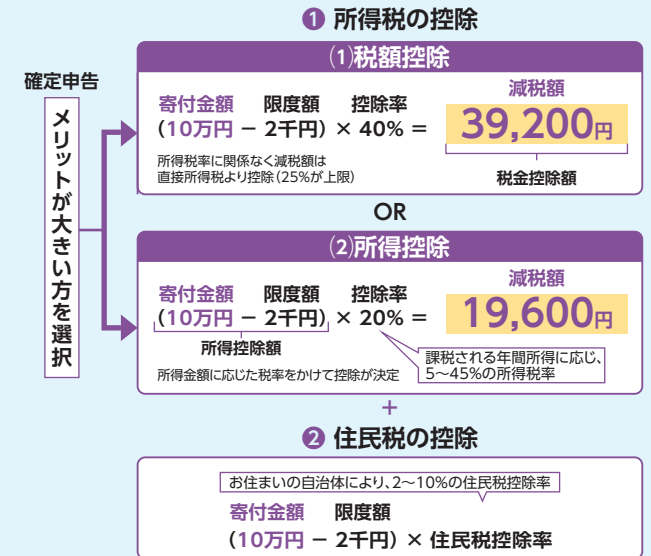 ❶ 所得税の控除
⑴税額控除
確定申告
メリットが大きい方を選択
寄付金額 限度額 控除率
(10万円 − 2千円) × 40% =
減税額
39,200円
税金控除額
所得税率に関係なく減税額は
直接所得税より控除(25%が上限)
OR
⑵所得控除
寄付金額 限度額 控除率
(10万円 − 2千円) × 20% =
減税額
19,600円
所得控除額
課税される年間所得に応じ、
5〜45%の所得税率
所得金額に応じた税率をかけて控除が決定
+
❷ 住民税の控除
お住まいの自治体により、2〜10%の住民税控除率
寄付金額 限度額
(10万円 − 2千円) × 住民税控除率